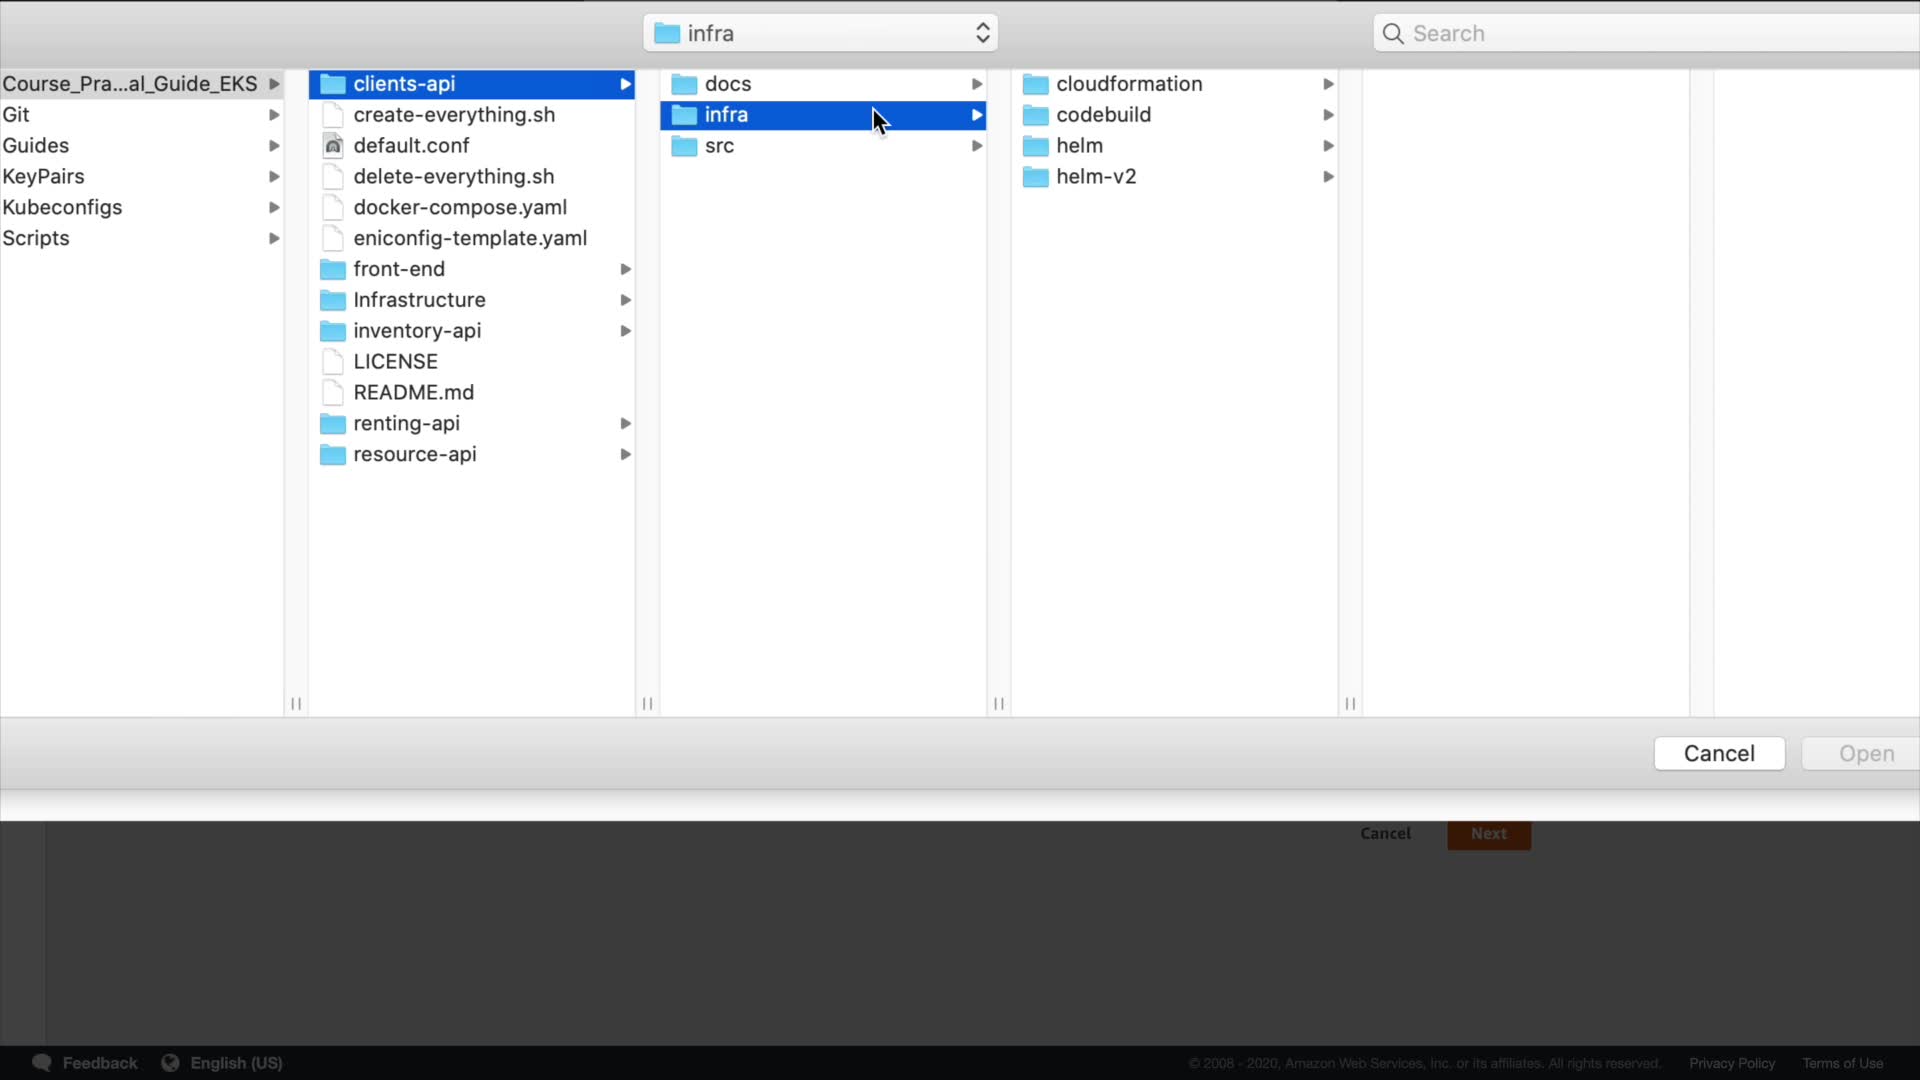 infra
Search
Course_Pra...al_Guide_EKS
Git
Guides
KeyPairs
Kubeconfigs
Scripts
clients-api
create-everything.sh
default.conf
delete-everything.sh
docker-compose.yaml
eniconfig-template.yaml
front-end
Infrastructure
inventory-api
LICENSE
README.md
renting-api
resource-api
docs
infra
src
cloudformation
codebuild
helm
helm-v2
Cancel
Open
Cancel
Next
Feedback
English (US)
© 2008 - 2020, Amazon Web Services, Inc. or its affiliates. All rights reserved.
Privacy Policy
Terms of Use